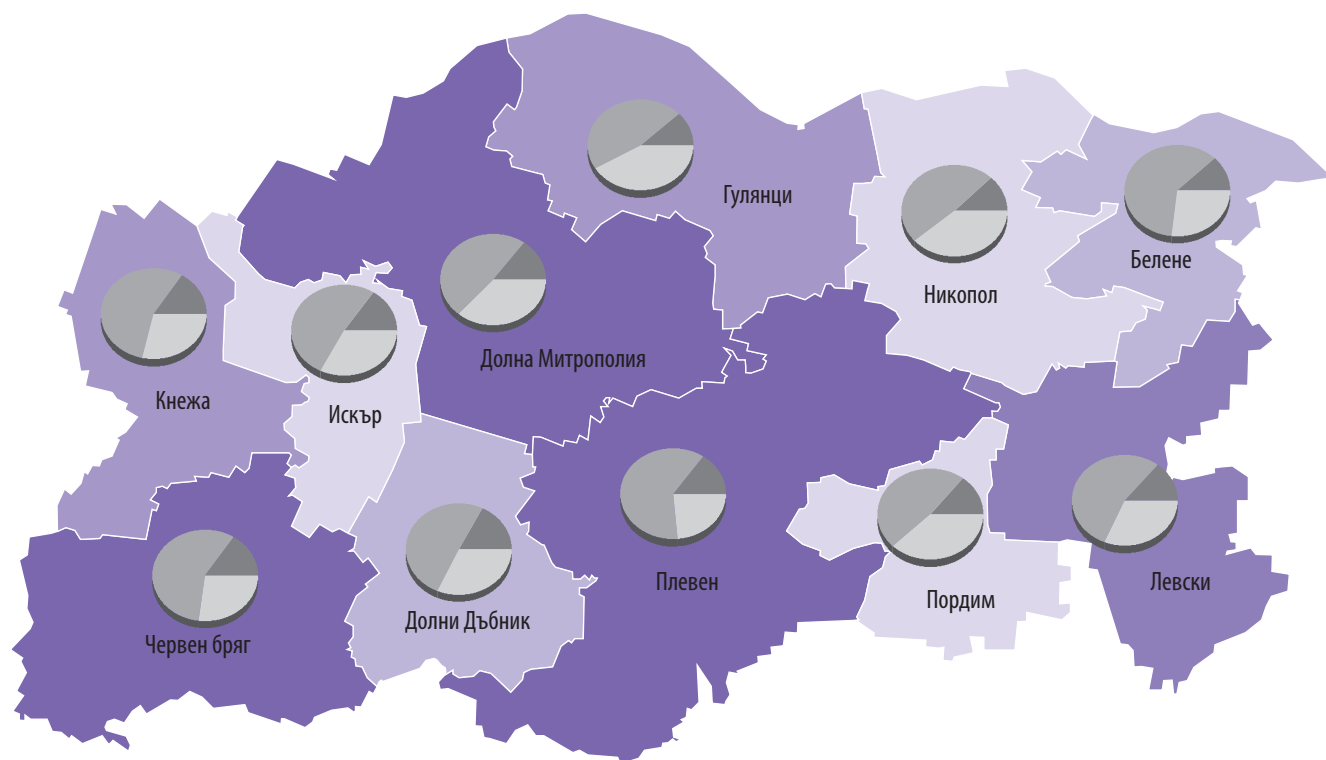 Гулянци
Белене
Никопол
Долна Митрополия
Кнежа
Искър
Плевен
Левски
Пордим
Долни Дъбник
Червен бряг